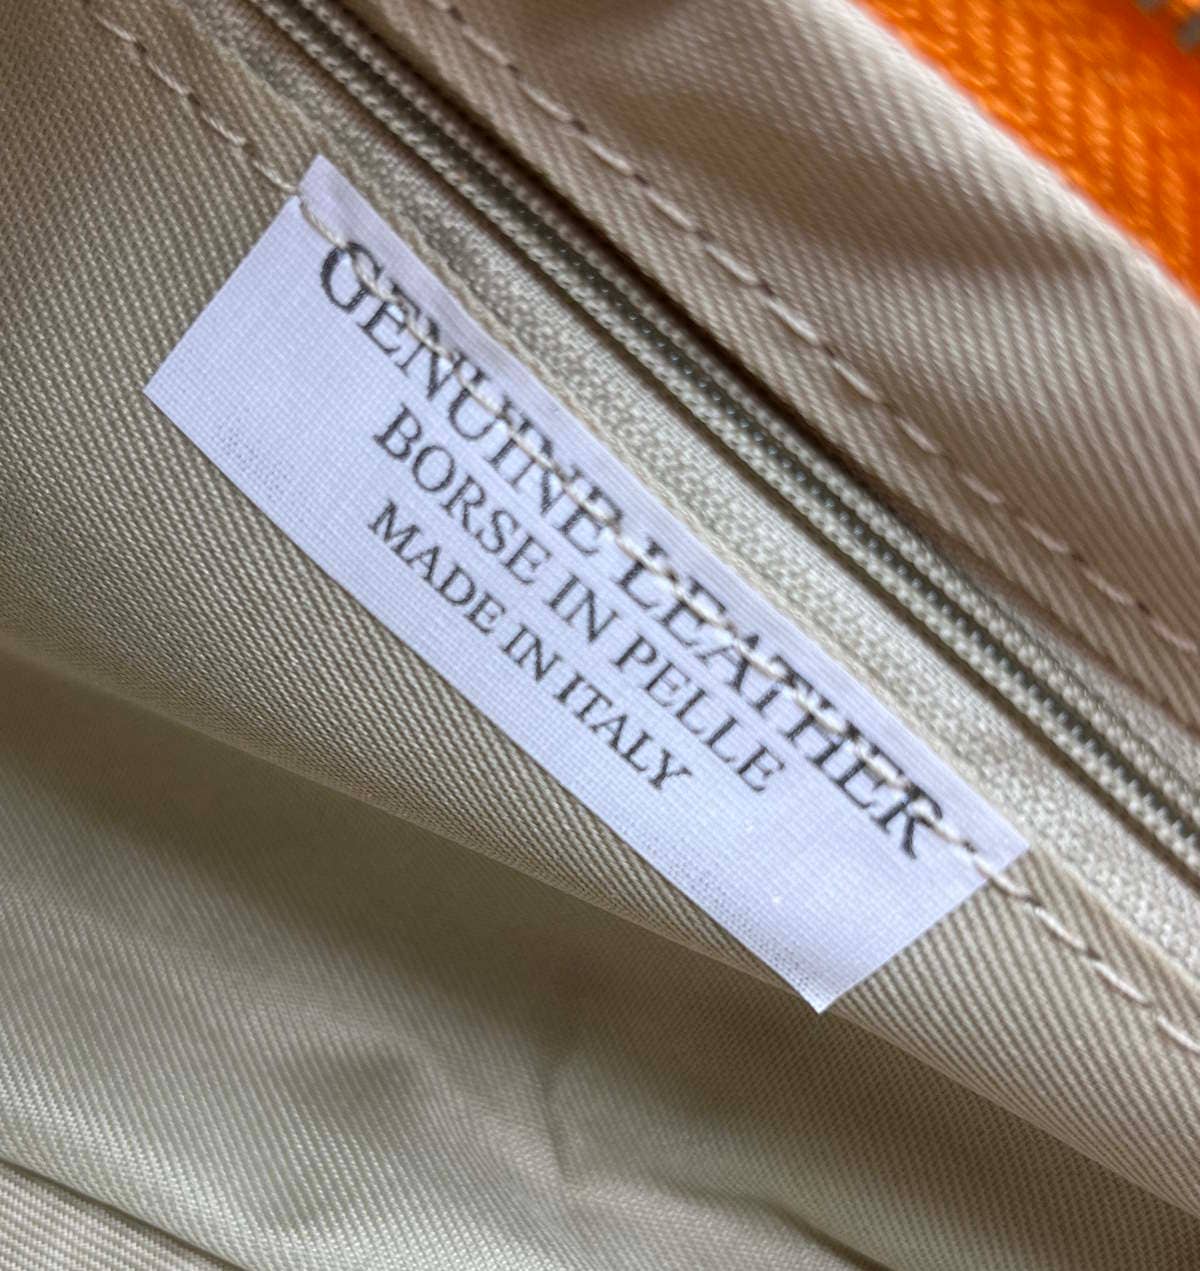 GENUINE LEATHER
BORSE IN PELLE
MADE IN ITALY